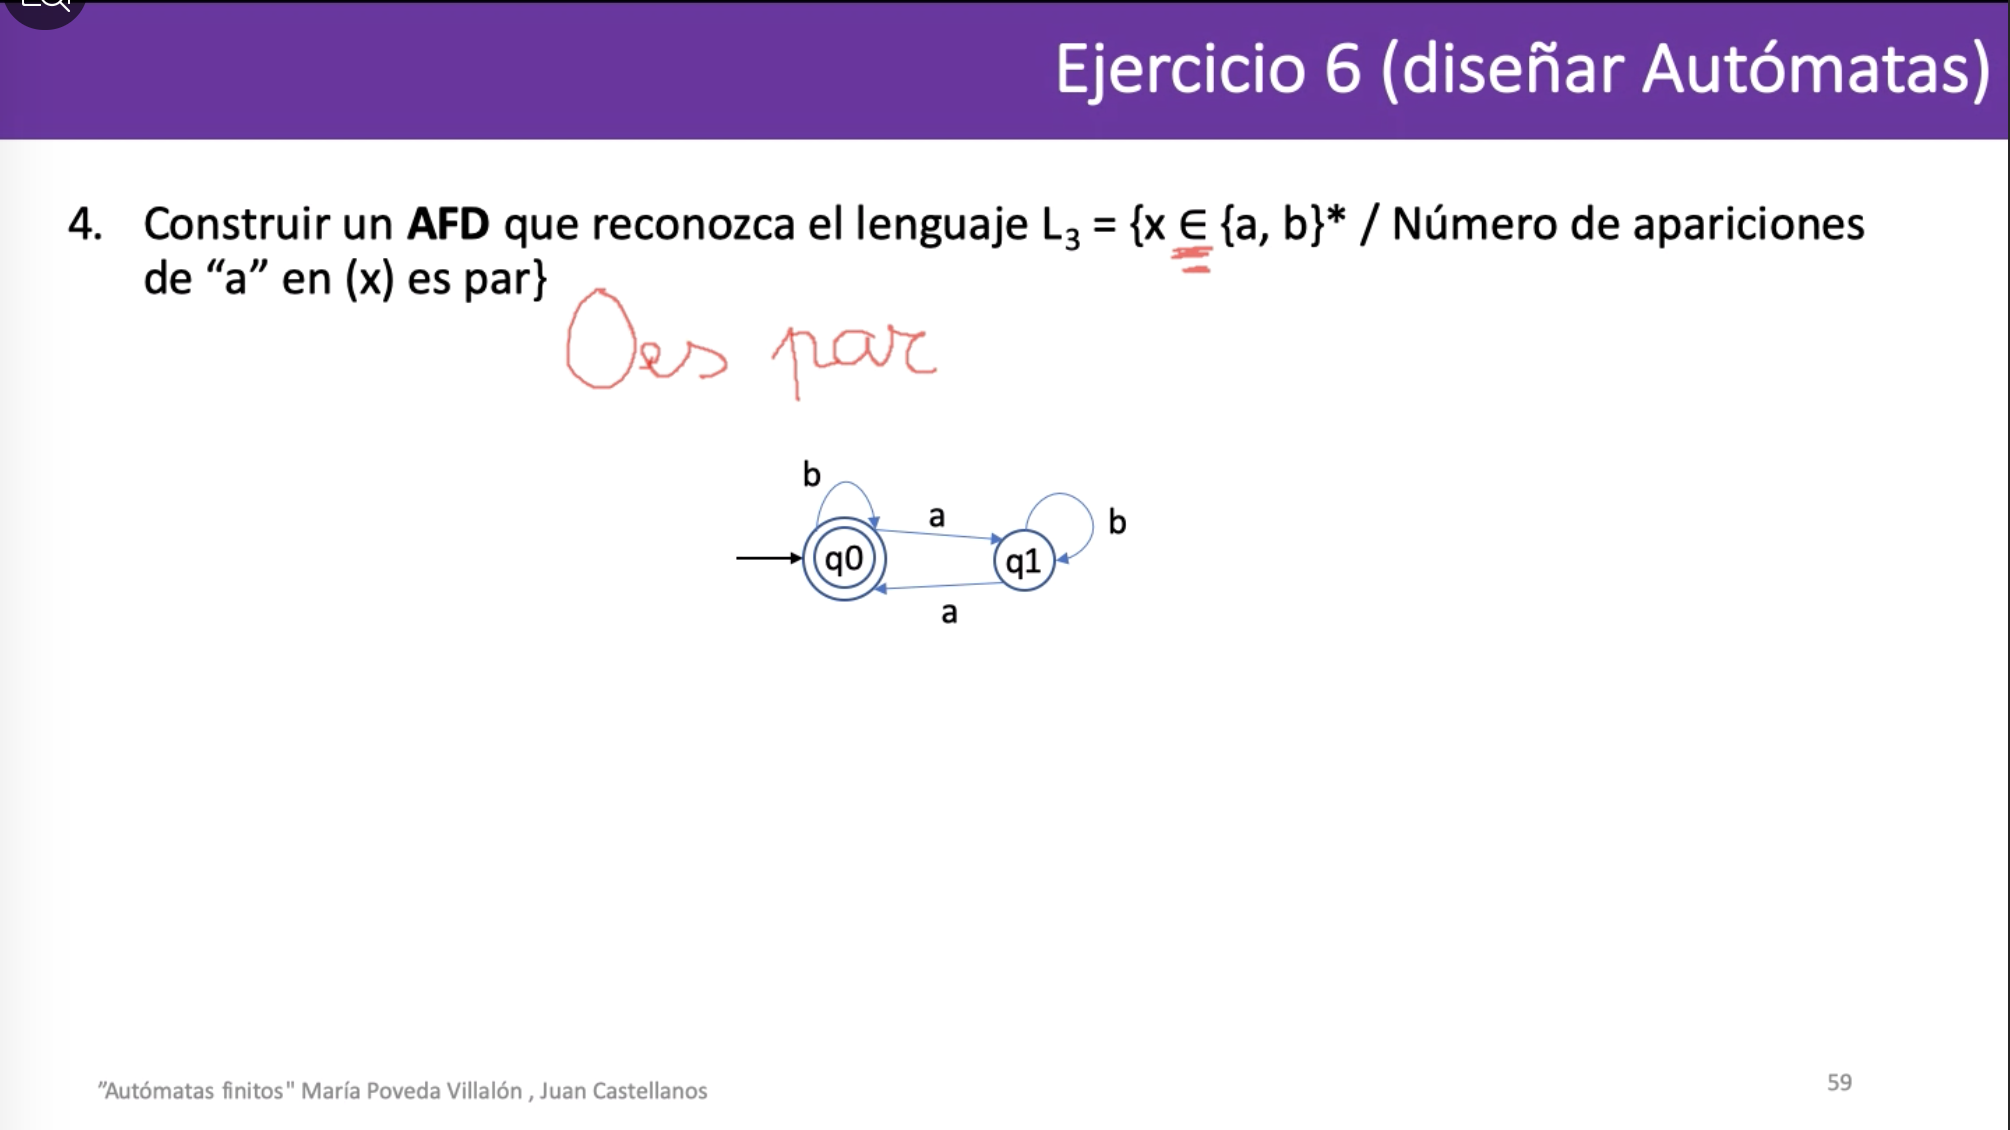 Ejercicio 6 (diseñar Autómatas)
4. Construir un AFD que reconozca el lenguaje L₃ = {x ∈ {a, b}* / Número de apariciones
de “a” en (x) es par}
0 es par
b
a
b
q0
q1
a
”Autómatas finitos" María Poveda Villalón , Juan Castellanos
59